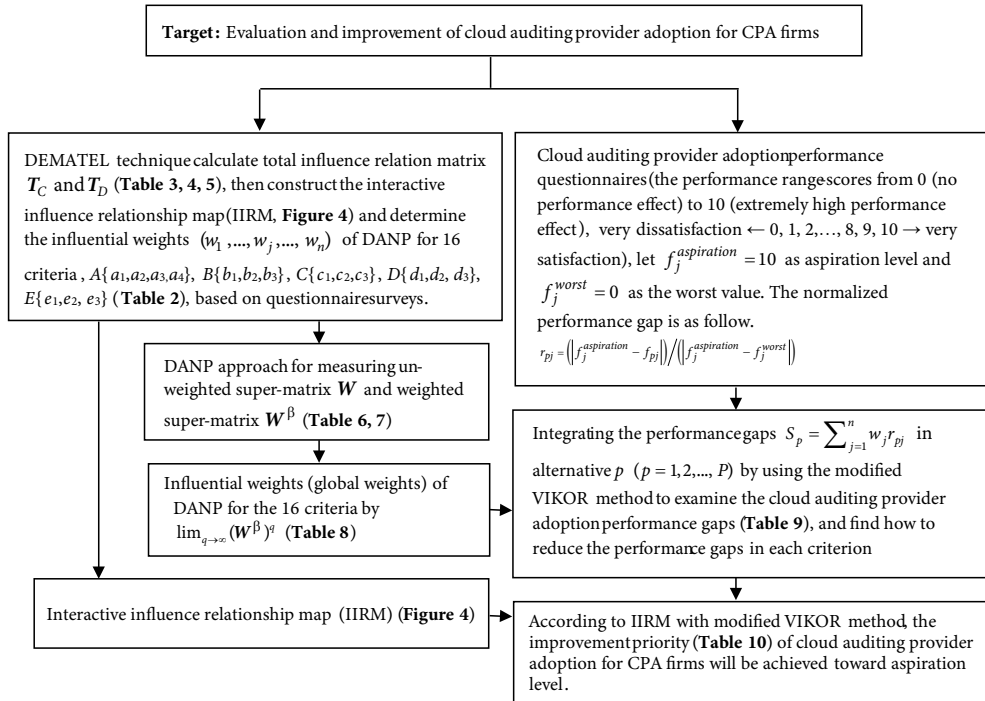 Target: Evaluation and improvement of cloud auditing provider adoption for CPA firms
DEMATEL technique calculate total influence relation matrix
T_C and T_D (Table 3, 4, 5), then construct the interactive
influence relationship map(IIRM, Figure 4) and determine
the influential weights (w_1 ,..., w_j ,..., w_n) of DANP for 16
criteria , A{a_1,a_2,a_3,a_4}, B{b_1,b_2,b_3}, C{c_1,c_2,c_3}, D{d_1,d_2, d_3},
E{e_1,e_2, e_3} (Table 2), based on questionnairesurveys.
DANP approach for measuring un-
weighted super-matrix W and weighted
super-matrix W^β (Table 6, 7)
Influential weights (global weights) of
DANP for the 16 criteria by
lim_{q→∞}(W^β)^q (Table 8)
Interactive influence relationship map (IIRM) (Figure 4)
Cloud auditing provider adoptionperformance
questionnaires (the performance range-scores from 0 (no
performance effect) to 10 (extremely high performance
effect), very dissatisfaction ← 0, 1, 2,…, 8, 9, 10 → very
satisfaction), let f_j^{aspiration} = 10 as aspiration level and
f_j^{worst} = 0 as the worst value. The normalized
performance gap is as follow.
r_{pj} = (|f_j^{aspiration} − f_{pj}|)/(|f_j^{aspiration} − f_j^{worst}|)
Integrating the performance gaps S_p = ∑_{j=1}^n w_j r_{pj} in
alternative p (p = 1,2,..., P) by using the modified
VIKOR method to examine the cloud auditing provider
adoption performance gaps (Table 9), and find how to
reduce the performance gaps in each criterion
According to IIRM with modified VIKOR method, the
improvement priority (Table 10) of cloud auditing provider
adoption for CPA firms will be achieved toward aspiration
level.